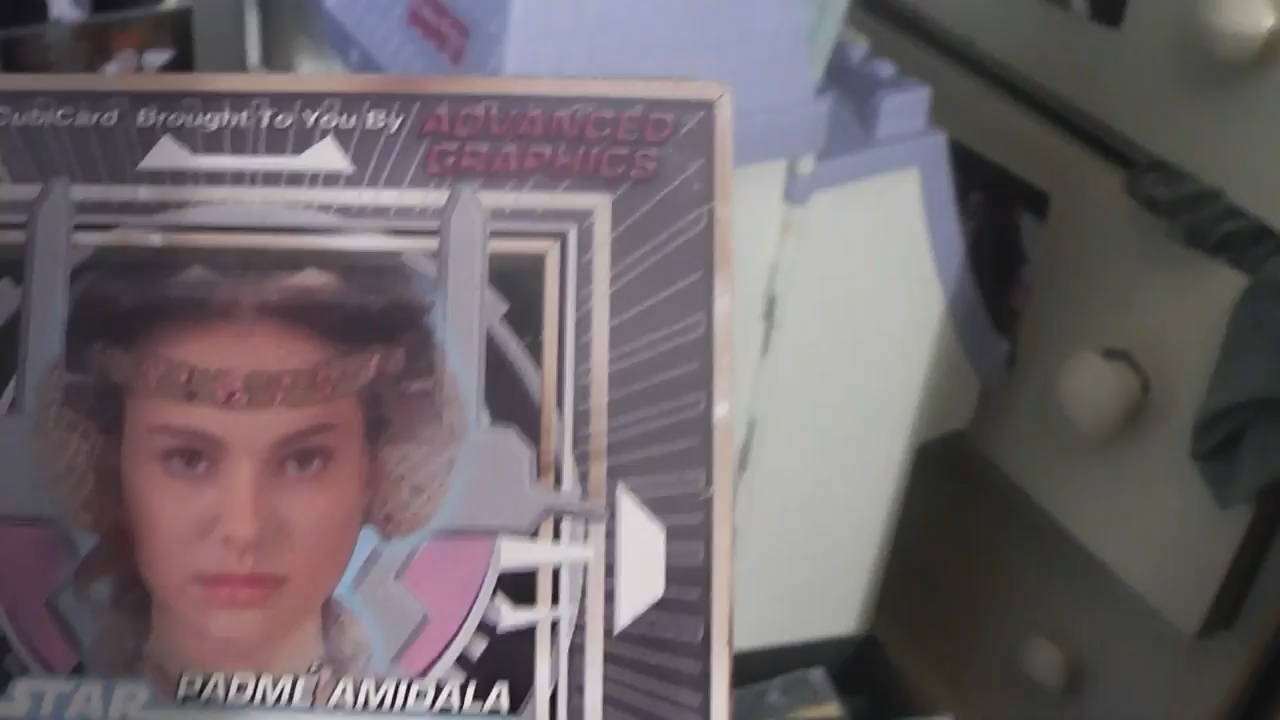 CubiCard Brought To You By
ADVANCED
GRAPHICS
PADMÉ AMIDALA
STAR